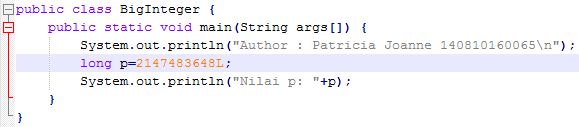 public class BigInteger {
    public static void main(String args[]) {
        System.out.println("Author : Patricia Joanne 140810160065\n");
        long p=2147483648L;
        System.out.println("Nilai p: "+p);
    }
}